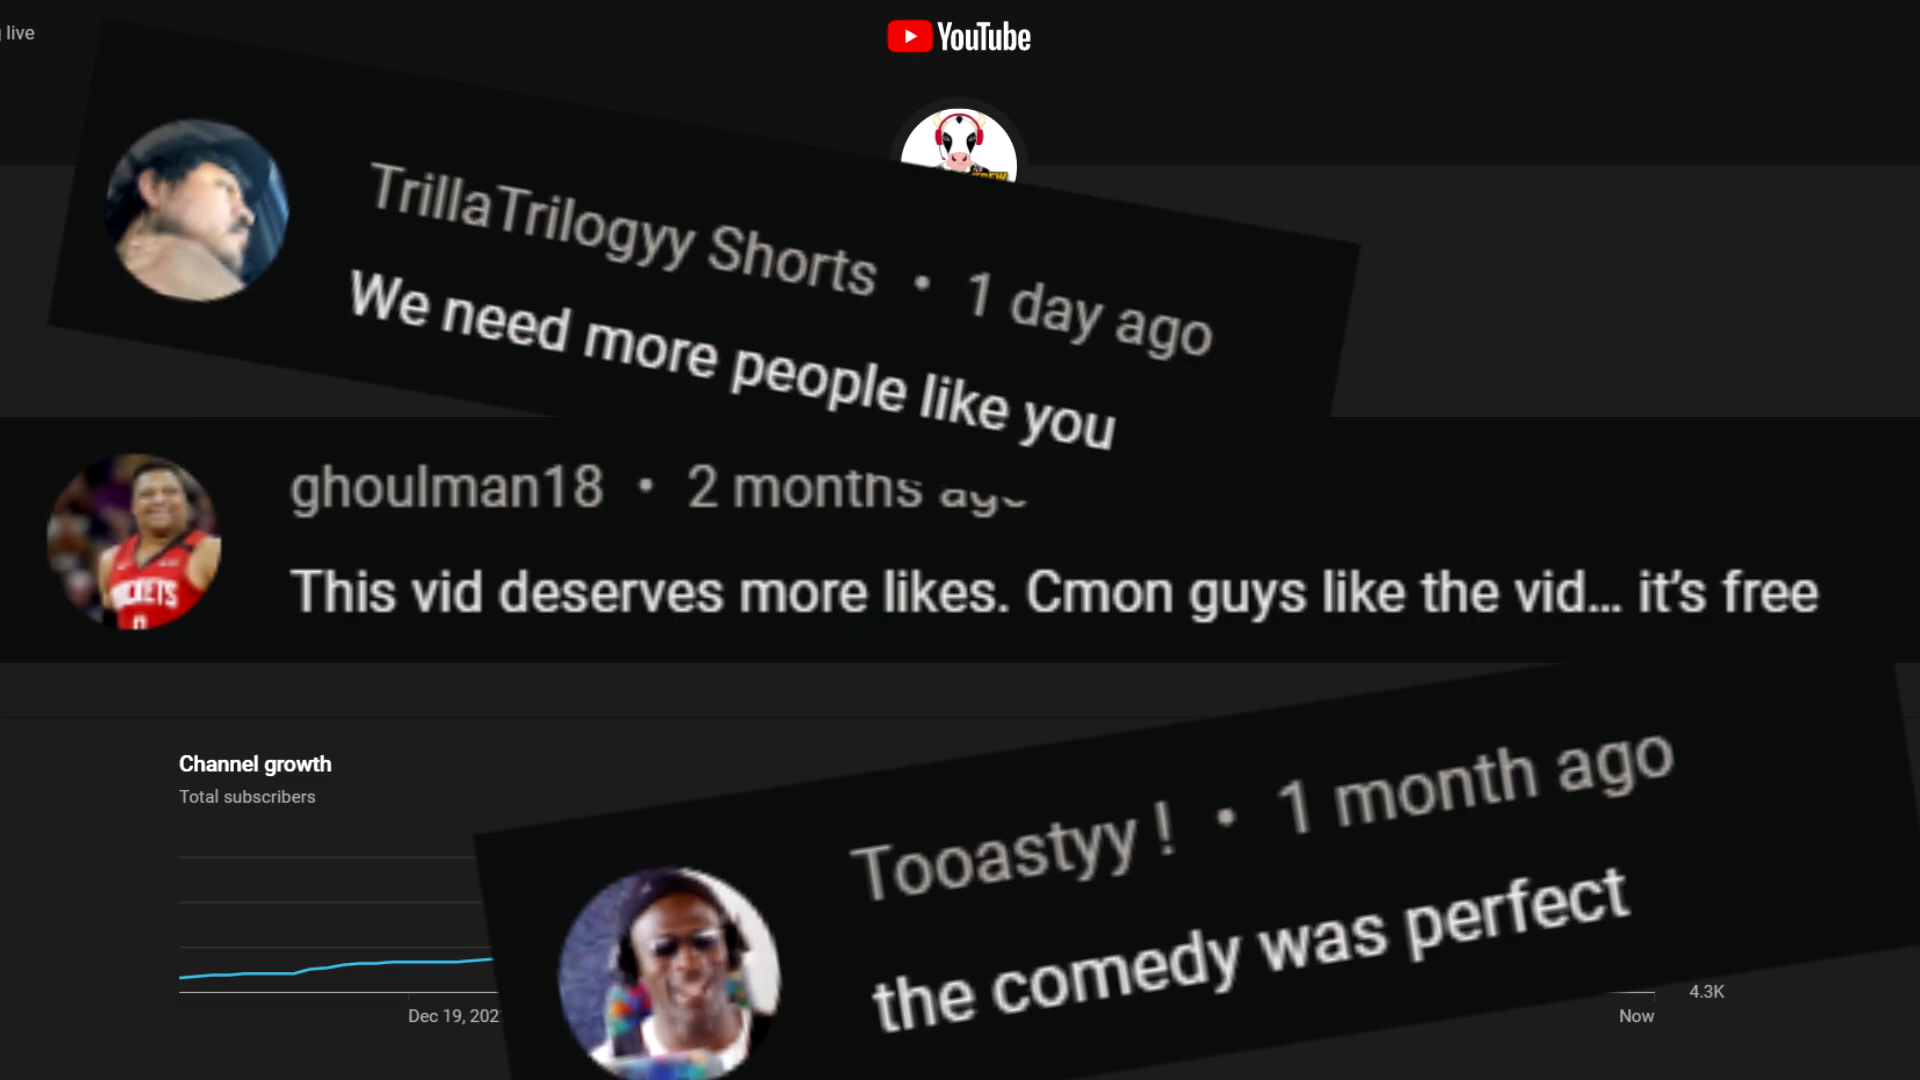 live
YouTube
TrillaTrilogyy Shorts • 1 day ago
We need more people like you
ghoulman18 • 2 months ago
This vid deserves more likes. Cmon guys like the vid... it's free
Channel growth
Total subscribers
Tooastyy ! • 1 month ago
the comedy was perfect
4.3K
Dec 19, 202
Now